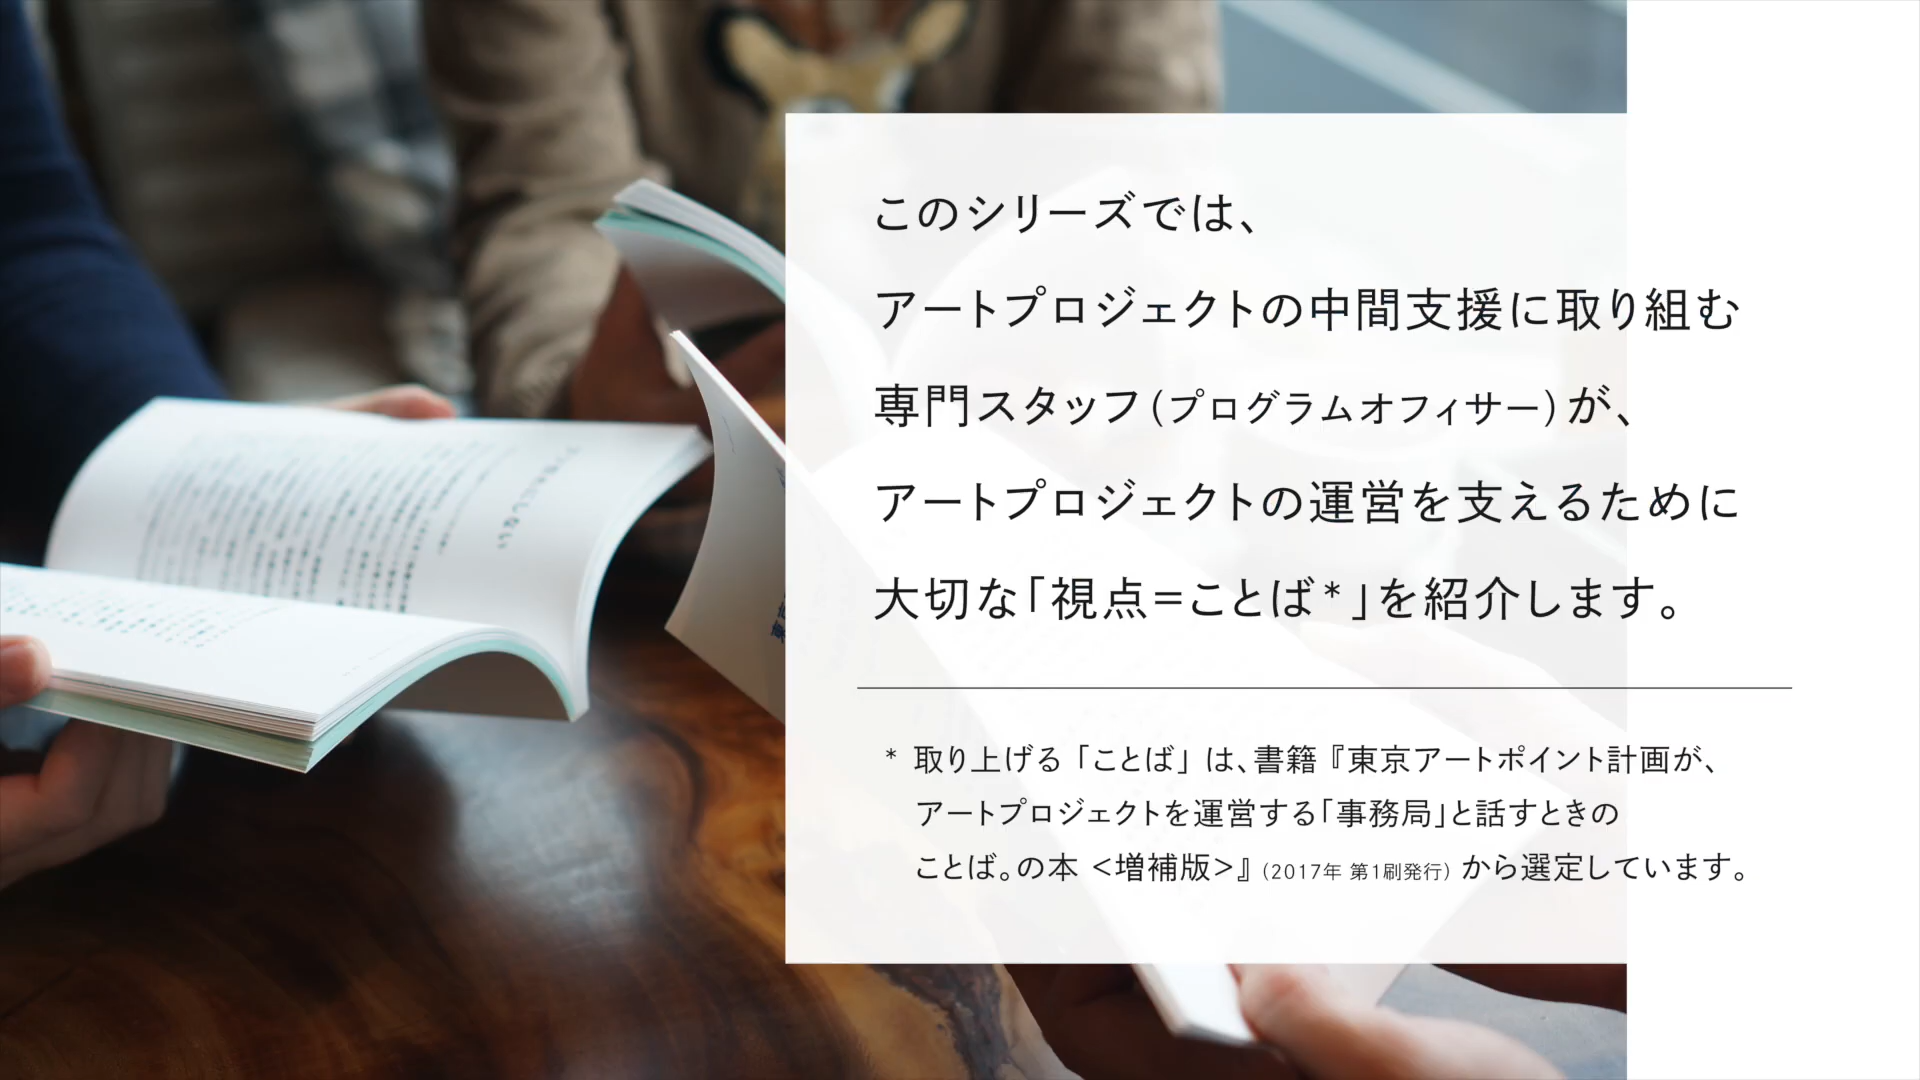 このシリーズでは、
アートプロジェクトの中間支援に取り組む
専門スタッフ(プログラムオフィサー)が、
アートプロジェクトの運営を支えるために
大切な「視点=ことば*」を紹介します。
* 取り上げる「ことば」は、書籍『東京アートポイント計画が、
アートプロジェクトを運営する「事務局」と話すときの
ことば。の本 <増補版>』(2017年 第1刷発行) から選定しています。